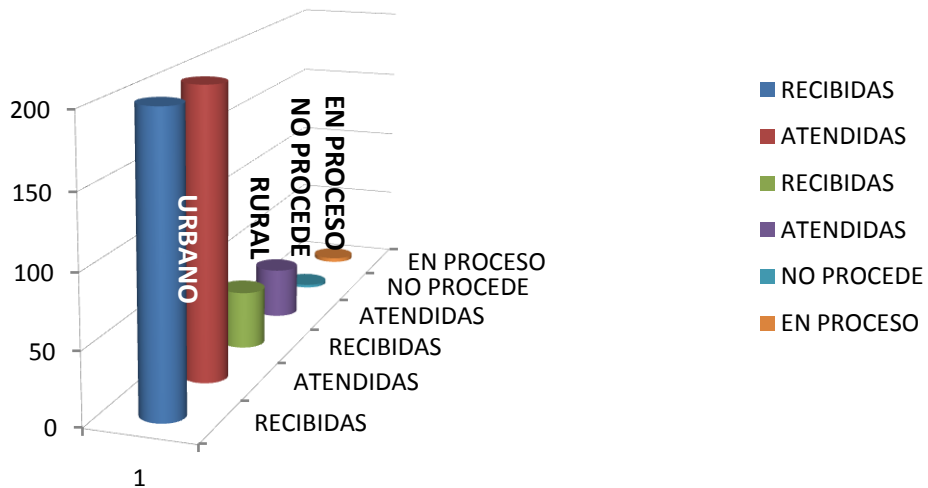 200
150
100
50
0
1
URBANO
RURAL
NO PROCEDE
EN PROCESO
EN PROCESO
NO PROCEDE
ATENDIDAS
RECIBIDAS
ATENDIDAS
RECIBIDAS
RECIBIDAS
ATENDIDAS
RECIBIDAS
ATENDIDAS
NO PROCEDE
EN PROCESO